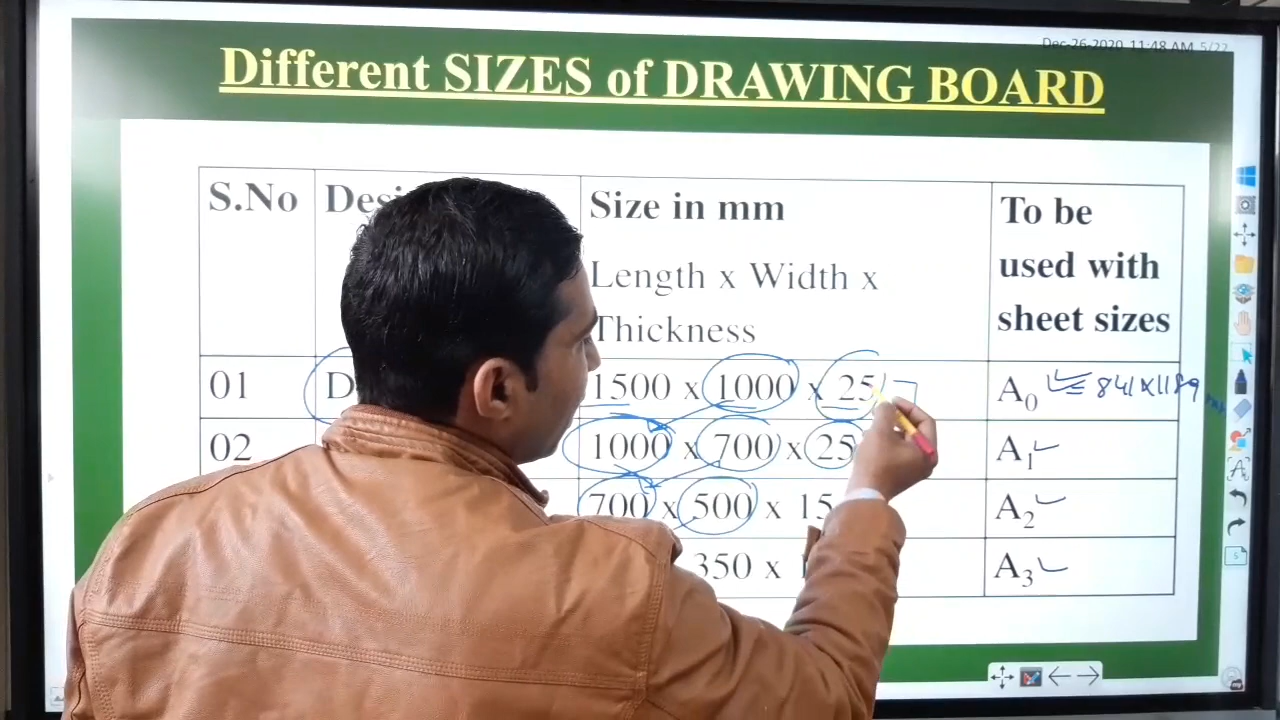 Dec-26-2020 11:48 AM 5/22
Different SIZES of DRAWING BOARD
S.No
Size in mm
To be
used with
sheet sizes
Length x Width x
Thickness
01 D 1500 x 1000 x 25 A0 = 841x1189
02 1000 x 700 x 25 A1
700 x 500 x 15 A2
350 x A3